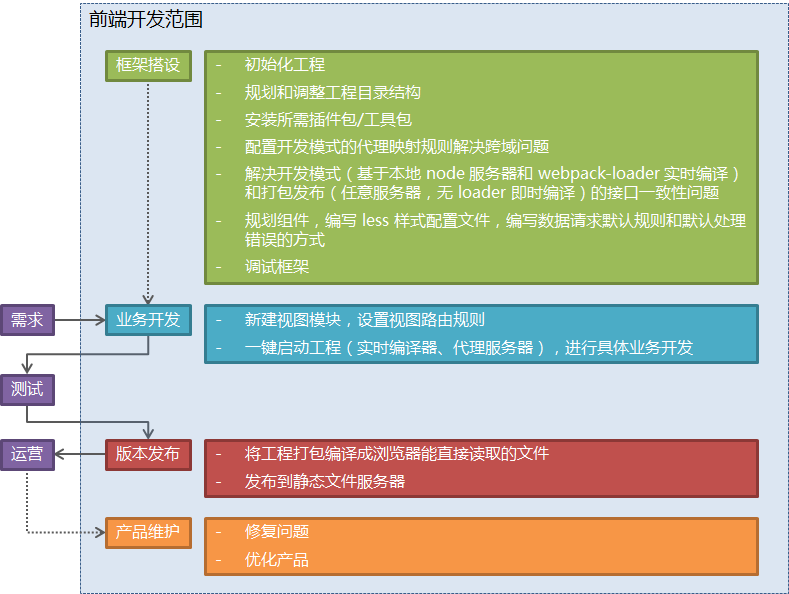 前端开发范围
框架搭设
- 初始化工程
- 规划和调整工程目录结构
- 安装所需插件包/工具包
- 配置开发模式的代理映射规则解决跨域问题
- 解决开发模式（基于本地 node 服务器和 webpack-loader 实时编译）
和打包发布（任意服务器，无 loader 即时编译）的接口一致性问题
- 规划组件，编写 less 样式配置文件，编写数据请求默认规则和默认处理
错误的方式
- 调试框架
需求
业务开发
- 新建视图模块，设置视图路由规则
- 一键启动工程（实时编译器、代理服务器），进行具体业务开发
测试
运营
版本发布
- 将工程打包编译成浏览器能直接读取的文件
- 发布到静态文件服务器
产品维护
- 修复问题
- 优化产品